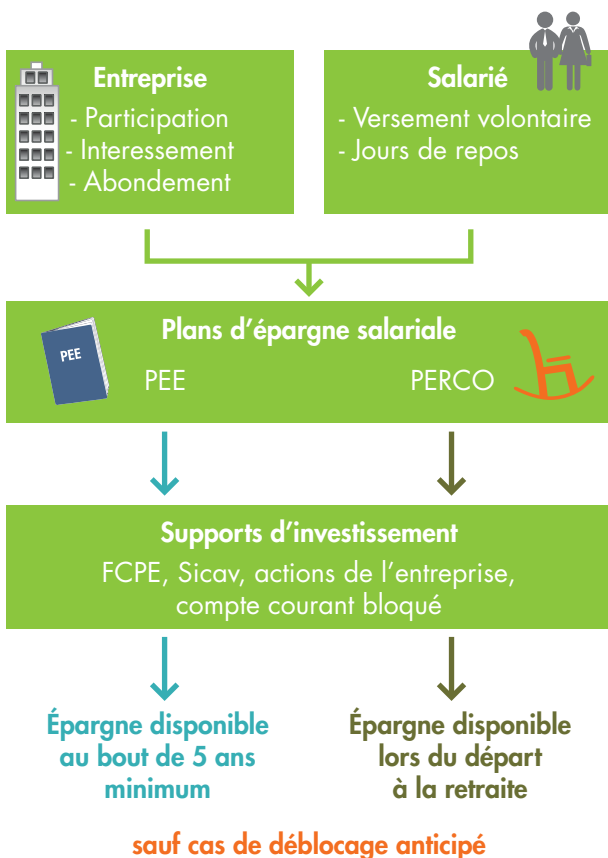 Entreprise
- Participation
- Interessement
- Abondement
Salarié
- Versement volontaire
- Jours de repos
Plans d'épargne salariale
PEE
PEE
PERCO
Supports d'investissement
FCPE, Sicav, actions de l'entreprise,
compte courant bloqué
Épargne disponible
au bout de 5 ans
minimum
Épargne disponible
lors du départ
à la retraite
sauf cas de déblocage anticipé